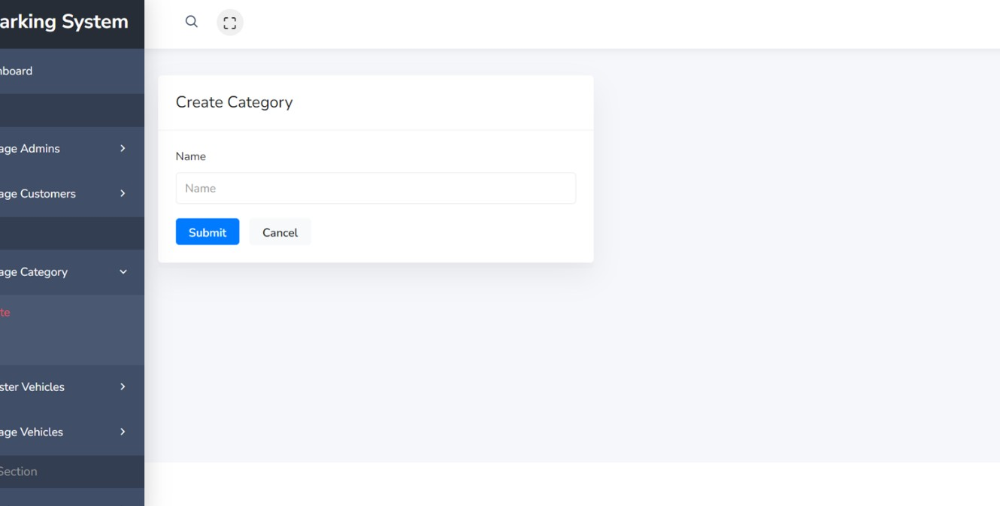 arking System
nboard
age Admins
age Customers
age Category
te
ster Vehicles
age Vehicles
Section
Create Category
Name
Name
Submit
Cancel